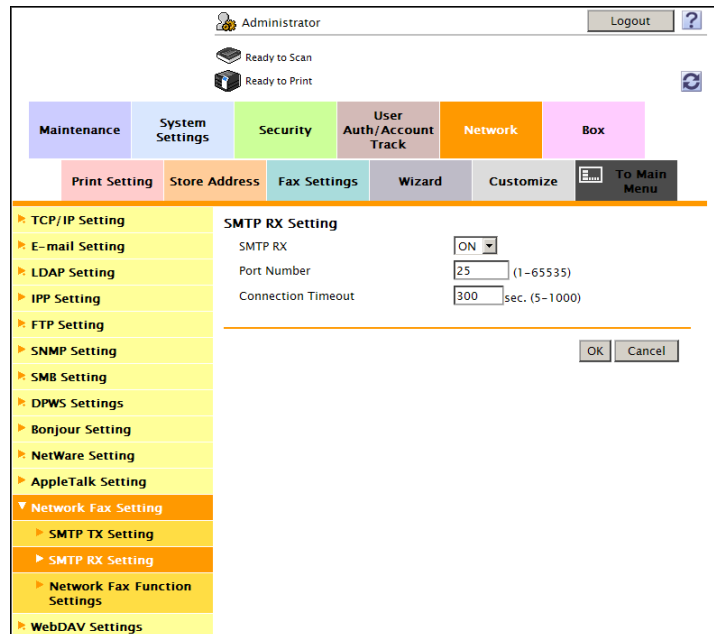 Administrator
Logout
?
Ready to Scan
Ready to Print
Maintenance
System
Settings
Security
User
Auth/Account
Track
Network
Box
Print Setting
Store Address
Fax Settings
Wizard
Customize
To Main
Menu
TCP/IP Setting
E-mail Setting
LDAP Setting
IPP Setting
FTP Setting
SNMP Setting
SMB Setting
DPWS Settings
Bonjour Setting
NetWare Setting
AppleTalk Setting
Network Fax Setting
SMTP TX Setting
SMTP RX Setting
Network Fax Function
Settings
WebDAV Settings
SMTP RX Setting
SMTP RX ON
Port Number 25 (1-65535)
Connection Timeout 300 sec. (5-1000)
OK Cancel